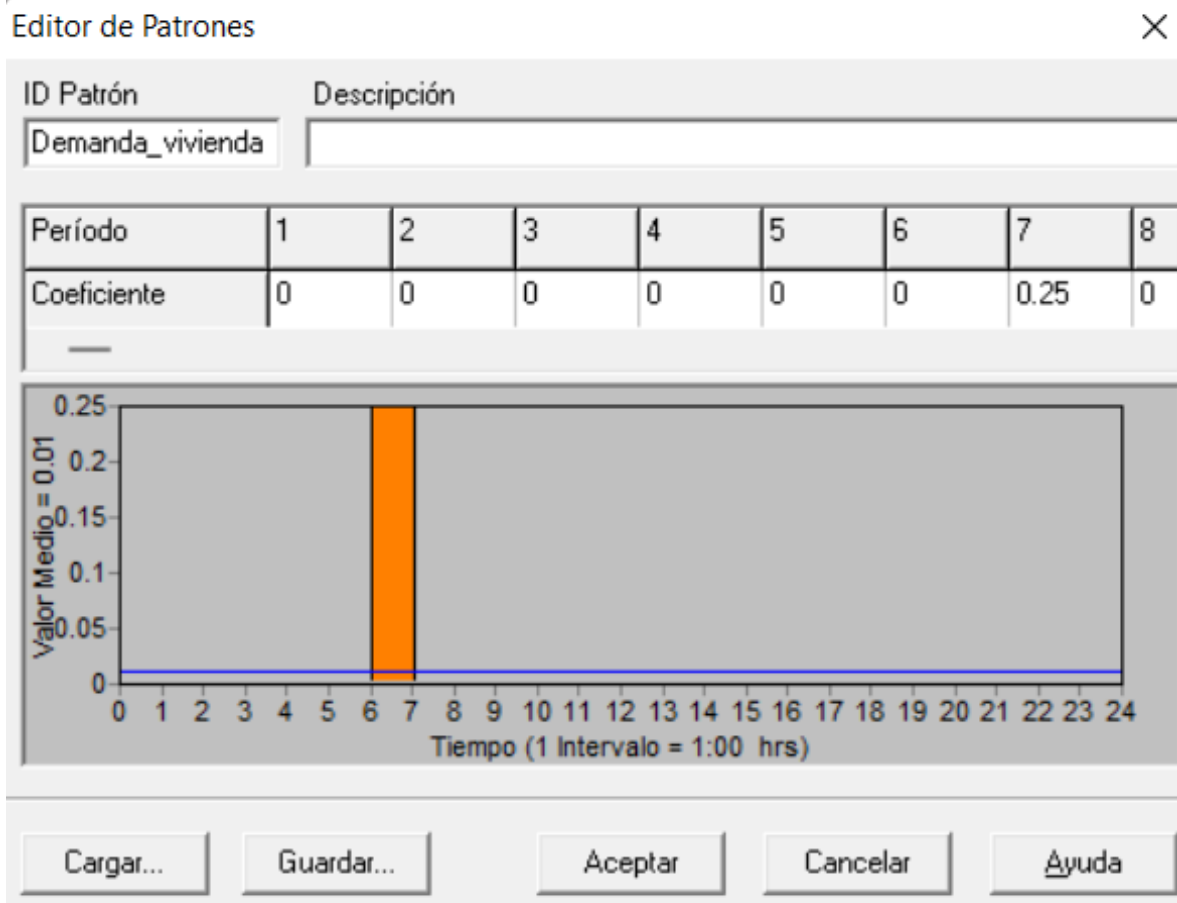 Editor de Patrones
ID Patrón Descripción
Demanda_vivienda
Período 1 2 3 4 5 6 7 8
Coeficiente 0 0 0 0 0 0 0.25 0
Valor Medio = 0.01
0.25
0.2
0.15
0.1
0.05
0
0 1 2 3 4 5 6 7 8 9 10 11 12 13 14 15 16 17 18 19 20 21 22 23 24
Tiempo (1 Intervalo = 1:00 hrs)
Cargar... Guardar... Aceptar Cancelar Ayuda